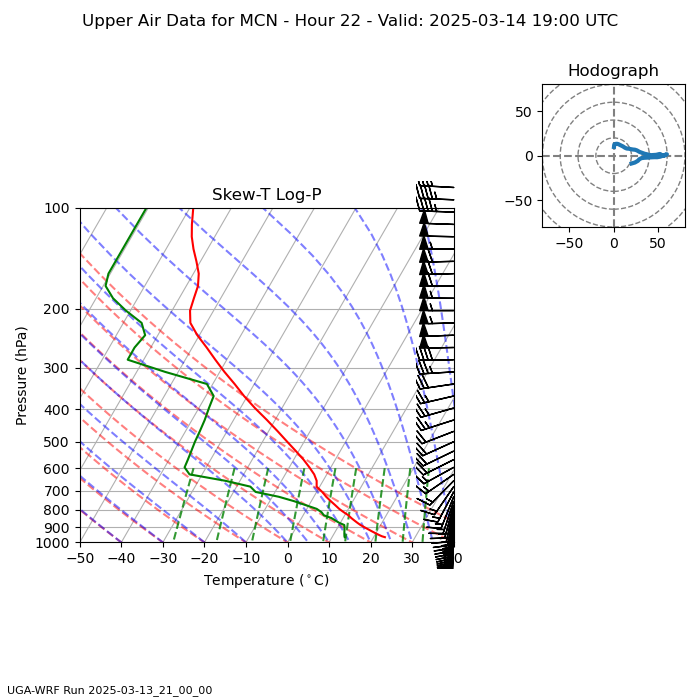 Upper Air Data for MCN - Hour 22 - Valid: 2025-03-14 19:00 UTC
Hodograph
50
0
−50
−50 0 50
Skew-T Log-P
100
200
300
400
500
600
700
800
900
1000
Pressure (hPa)
−50 −40 −30 −20 −10 0 10 20 30
Temperature (°C)
UGA-WRF Run 2025-03-13_21_00_00